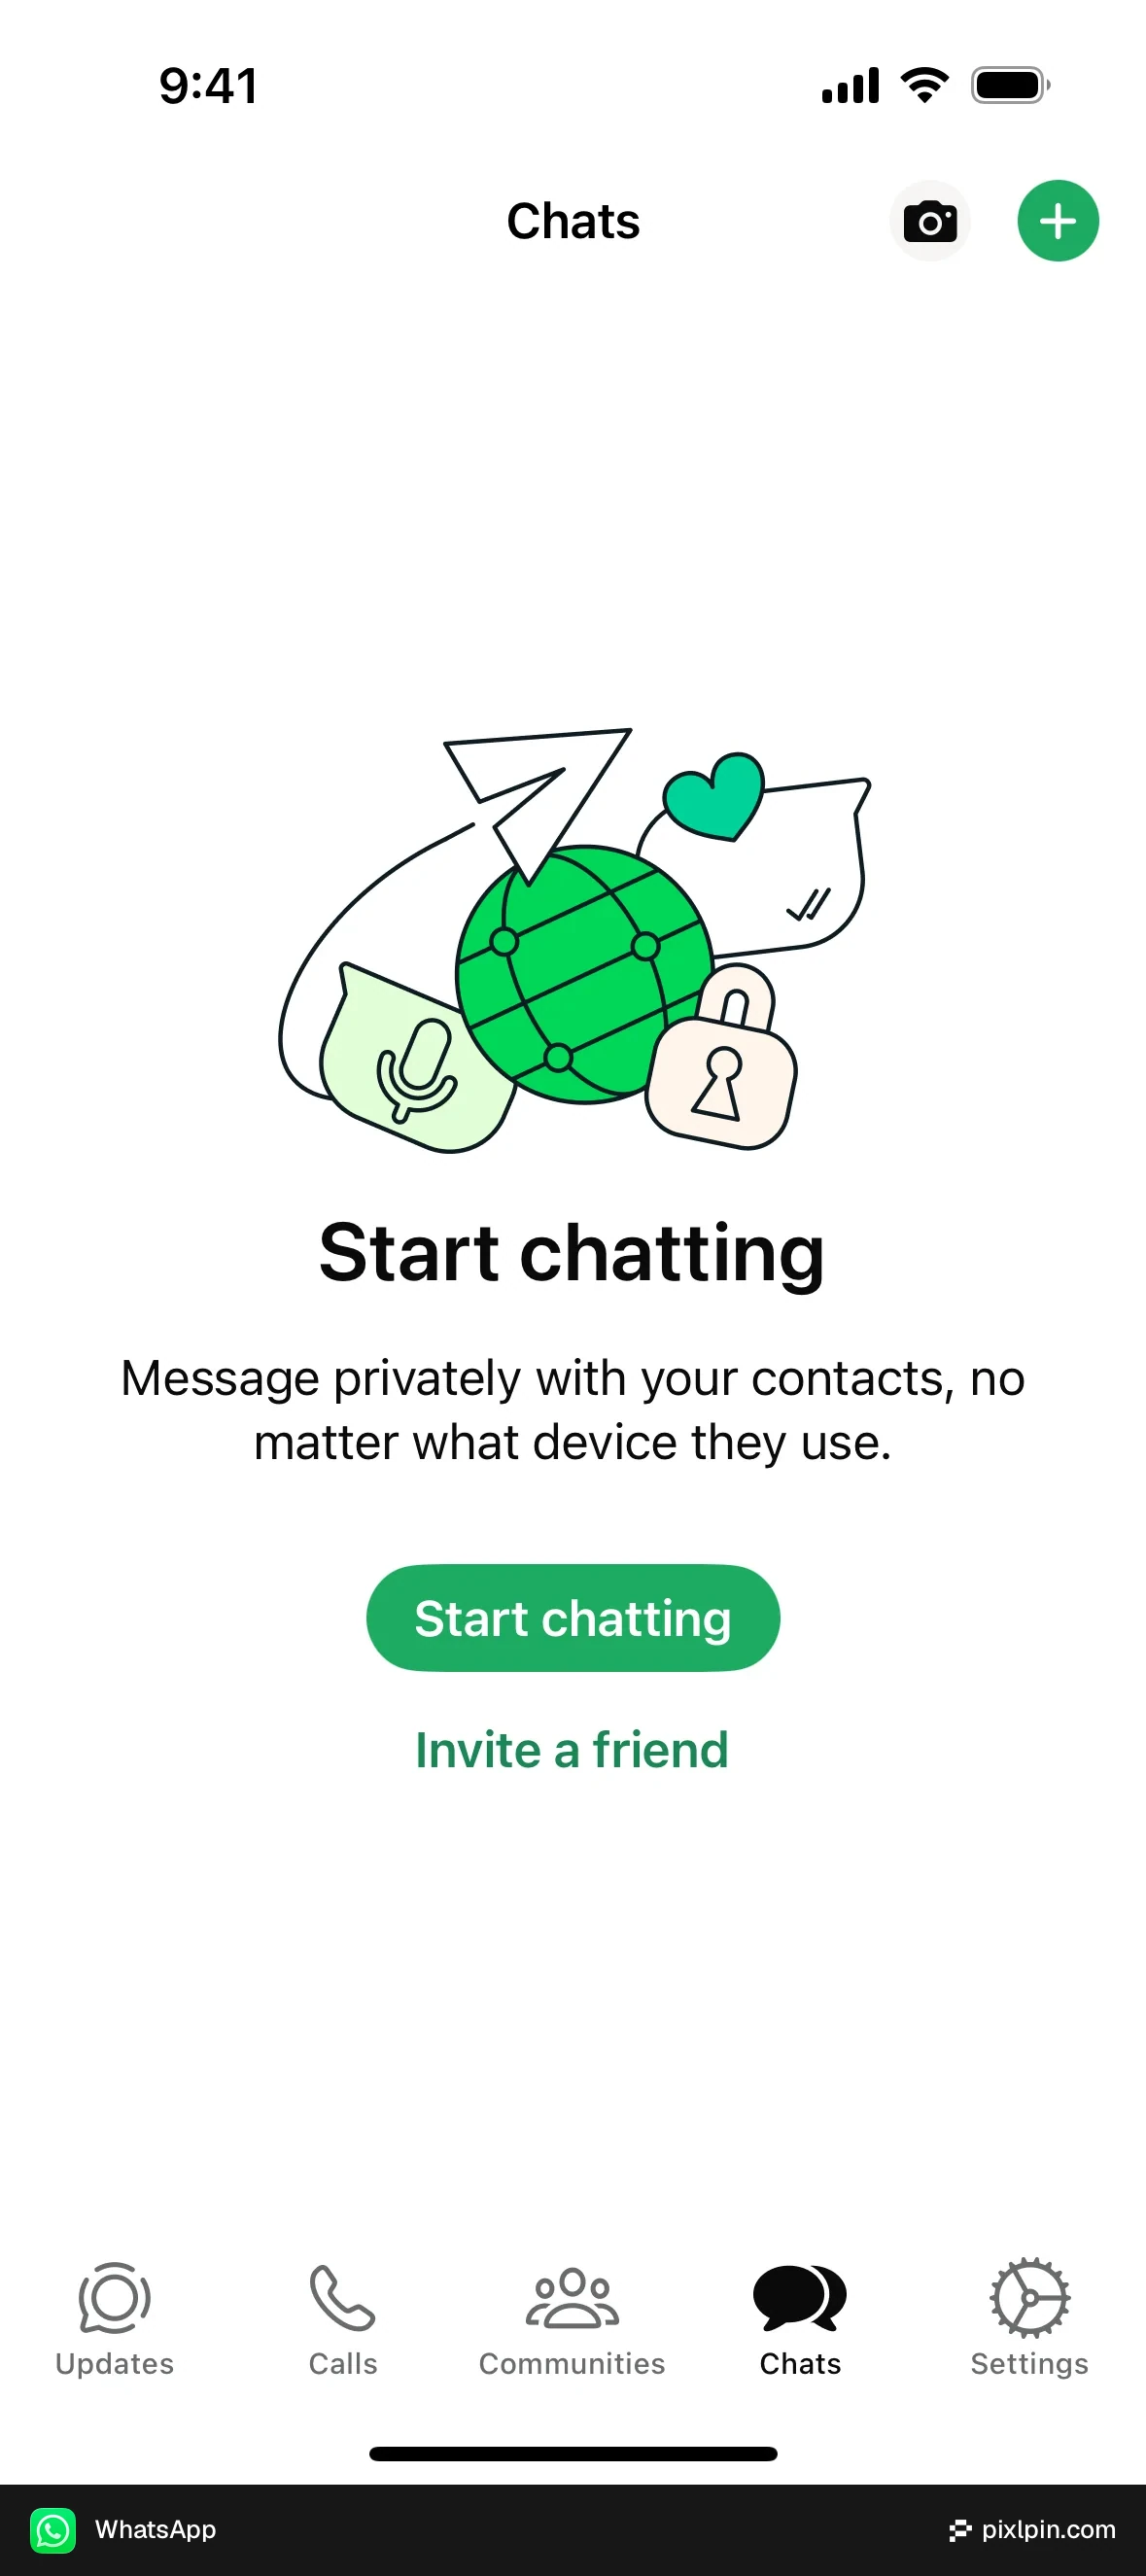 9:41
Chats
Start chatting
Message privately with your contacts, no
matter what device they use.
Start chatting
Invite a friend
Updates
Calls
Communities
Chats
Settings
WhatsApp
pixlpin.com